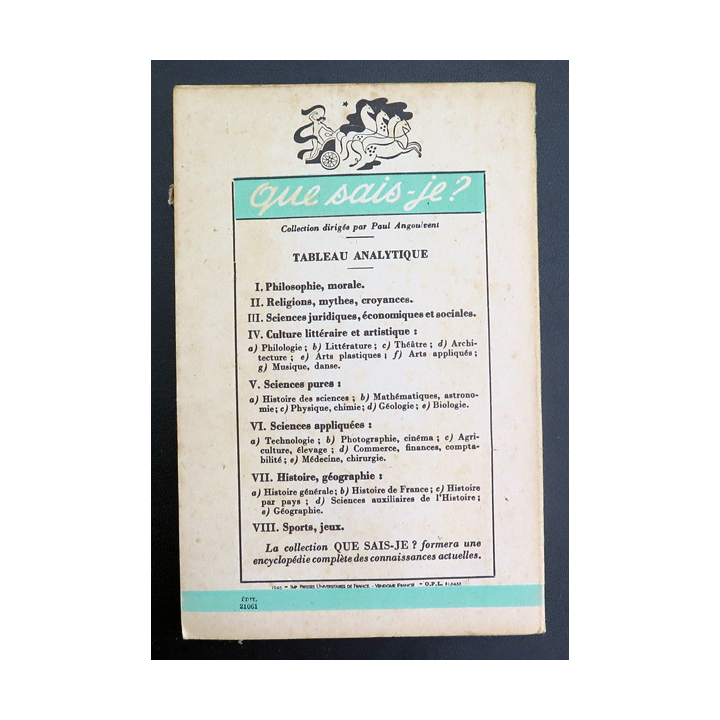 que sais-je?
Collection dirigée par Paul Angoulvent
TABLEAU ANALYTIQUE
I. Philosophie, morale.
II. Religions, mythes, croyances.
III. Sciences juridiques, économiques et sociales.
IV. Culture littéraire et artistique :
a) Philologie ; b) Littérature ; c) Théâtre ; d) Archi-
tecture ; e) Arts plastiques ; f) Arts appliqués ;
g) Musique, danse.
V. Sciences pures :
a) Histoire des sciences ; b) Mathématiques, astrono-
mie ; c) Physique, chimie ; d) Géologie ; e) Biologie.
VI. Sciences appliquées :
a) Technologie ; b) Photographie, cinéma ; c) Agri-
culture, élevage ; d) Commerce, finances, compta-
bilité ; e) Médecine, chirurgie.
VII. Histoire, géographie :
a) Histoire générale ; b) Histoire de France ; c) Histoire
par pays ; d) Sciences auxiliaires de l'Histoire ;
e) Géographie.
VIII. Sports, jeux.
La collection QUE SAIS-JE ? formera une
encyclopédie complète des connaissances actuelles.
IMP. PRESSES UNIVERSITAIRES DE FRANCE - VENDOME (FRANCE) - O.P.L.
ÉDIT.
21061